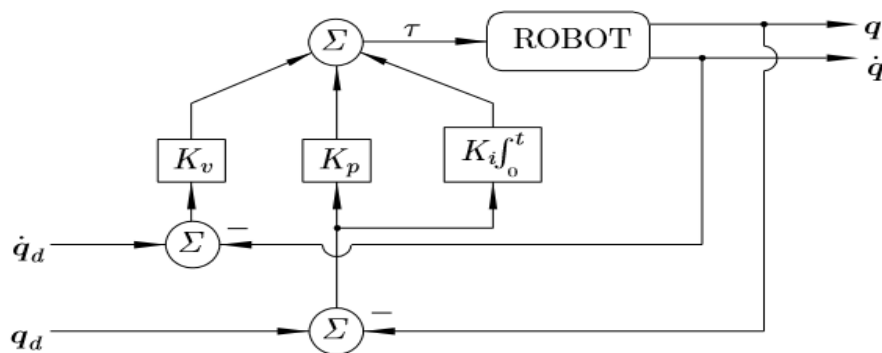 Σ τ ROBOT q
q̇
K_v K_p K_i∫_0^t
q̇_d Σ −
q_d Σ −